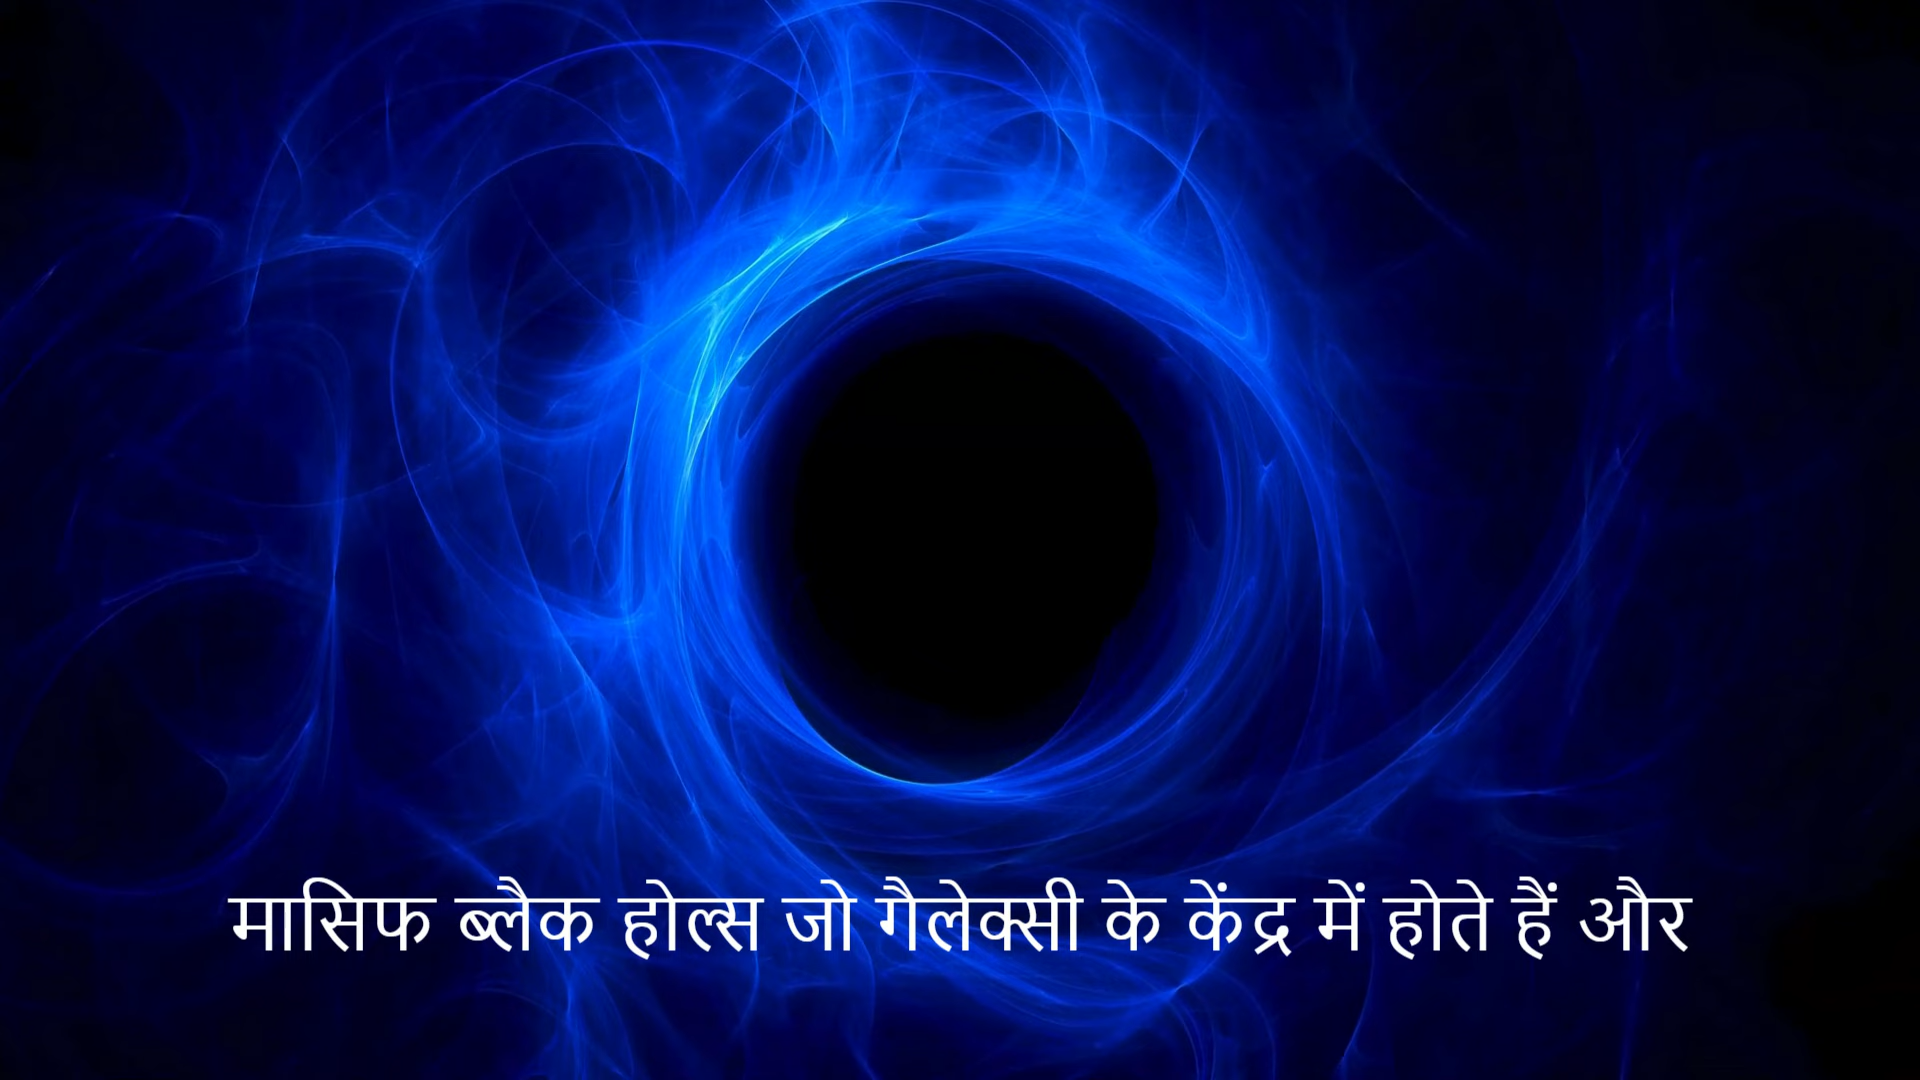 मासिफ ब्लैक होल्स जो गैलेक्सी के केंद्र में होते हैं और